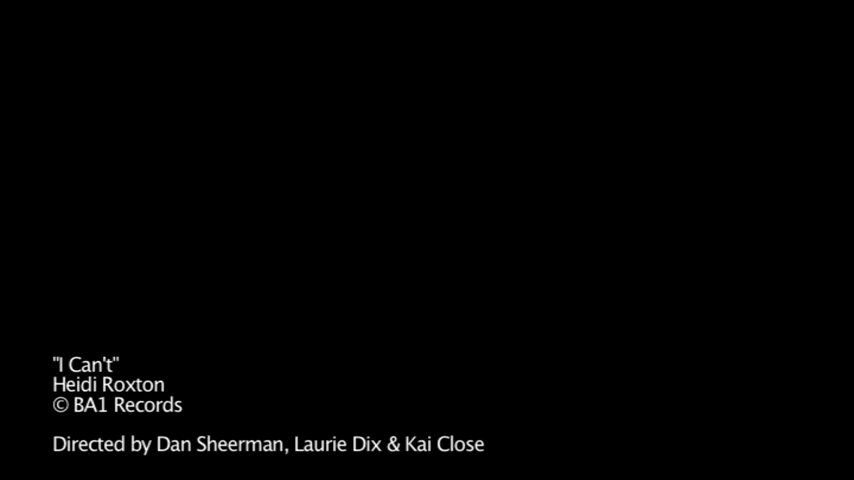 "I Can't"
Heidi Roxton
© BA1 Records
Directed by Dan Sheerman, Laurie Dix & Kai Close